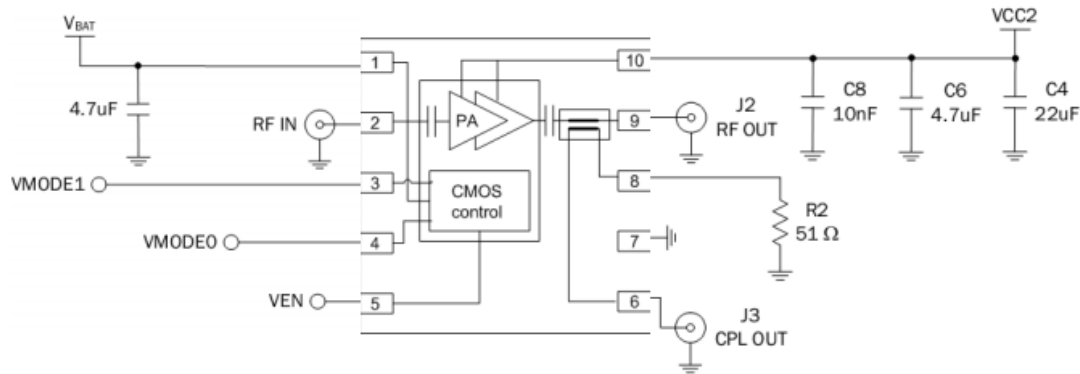 VBAT
VCC2
1
10
4.7uF
C8
10nF
C6
4.7uF
C4
22uF
RF IN
2
PA
9
J2
RF OUT
VMODE1
3
CMOS
control
8
R2
51 Ω
VMODE0
4
7
VEN
5
6
J3
CPL OUT